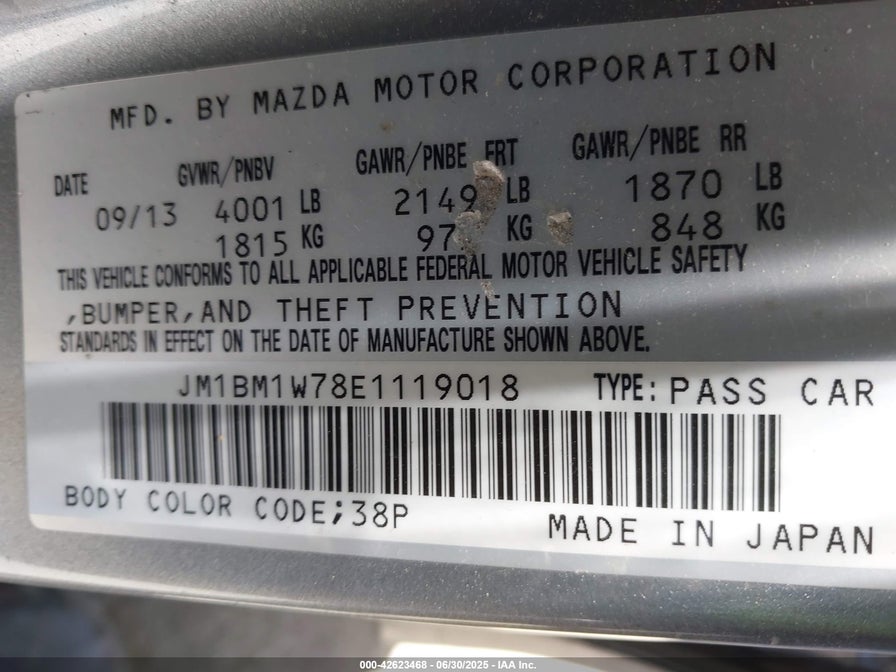 MFD. BY MAZDA MOTOR CORPORATION
DATE GVWR/PNBV GAWR/PNBE FRT GAWR/PNBE RR
09/13 4001 LB 2149 LB 1870 LB
1815 KG KG 848 KG
THIS VEHICLE CONFORMS TO ALL APPLICABLE FEDERAL MOTOR VEHICLE SAFETY
,BUMPER,AND THEFT PREVENTION
STANDARDS IN EFFECT ON THE DATE OF MANUFACTURE SHOWN ABOVE.
JM1BM1W78E1119018 TYPE: PASS CAR
BODY COLOR CODE;38P
MADE IN JAPAN
000-42623468 - 06/30/2025 - IAA Inc.